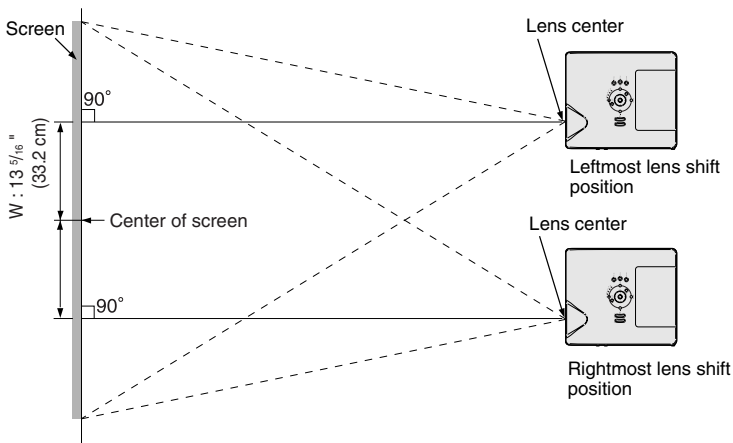 Screen
Lens center
90°
W : 13 5/16 "
(33.2 cm)
Leftmost lens shift
position
Center of screen
Lens center
90°
Rightmost lens shift
position